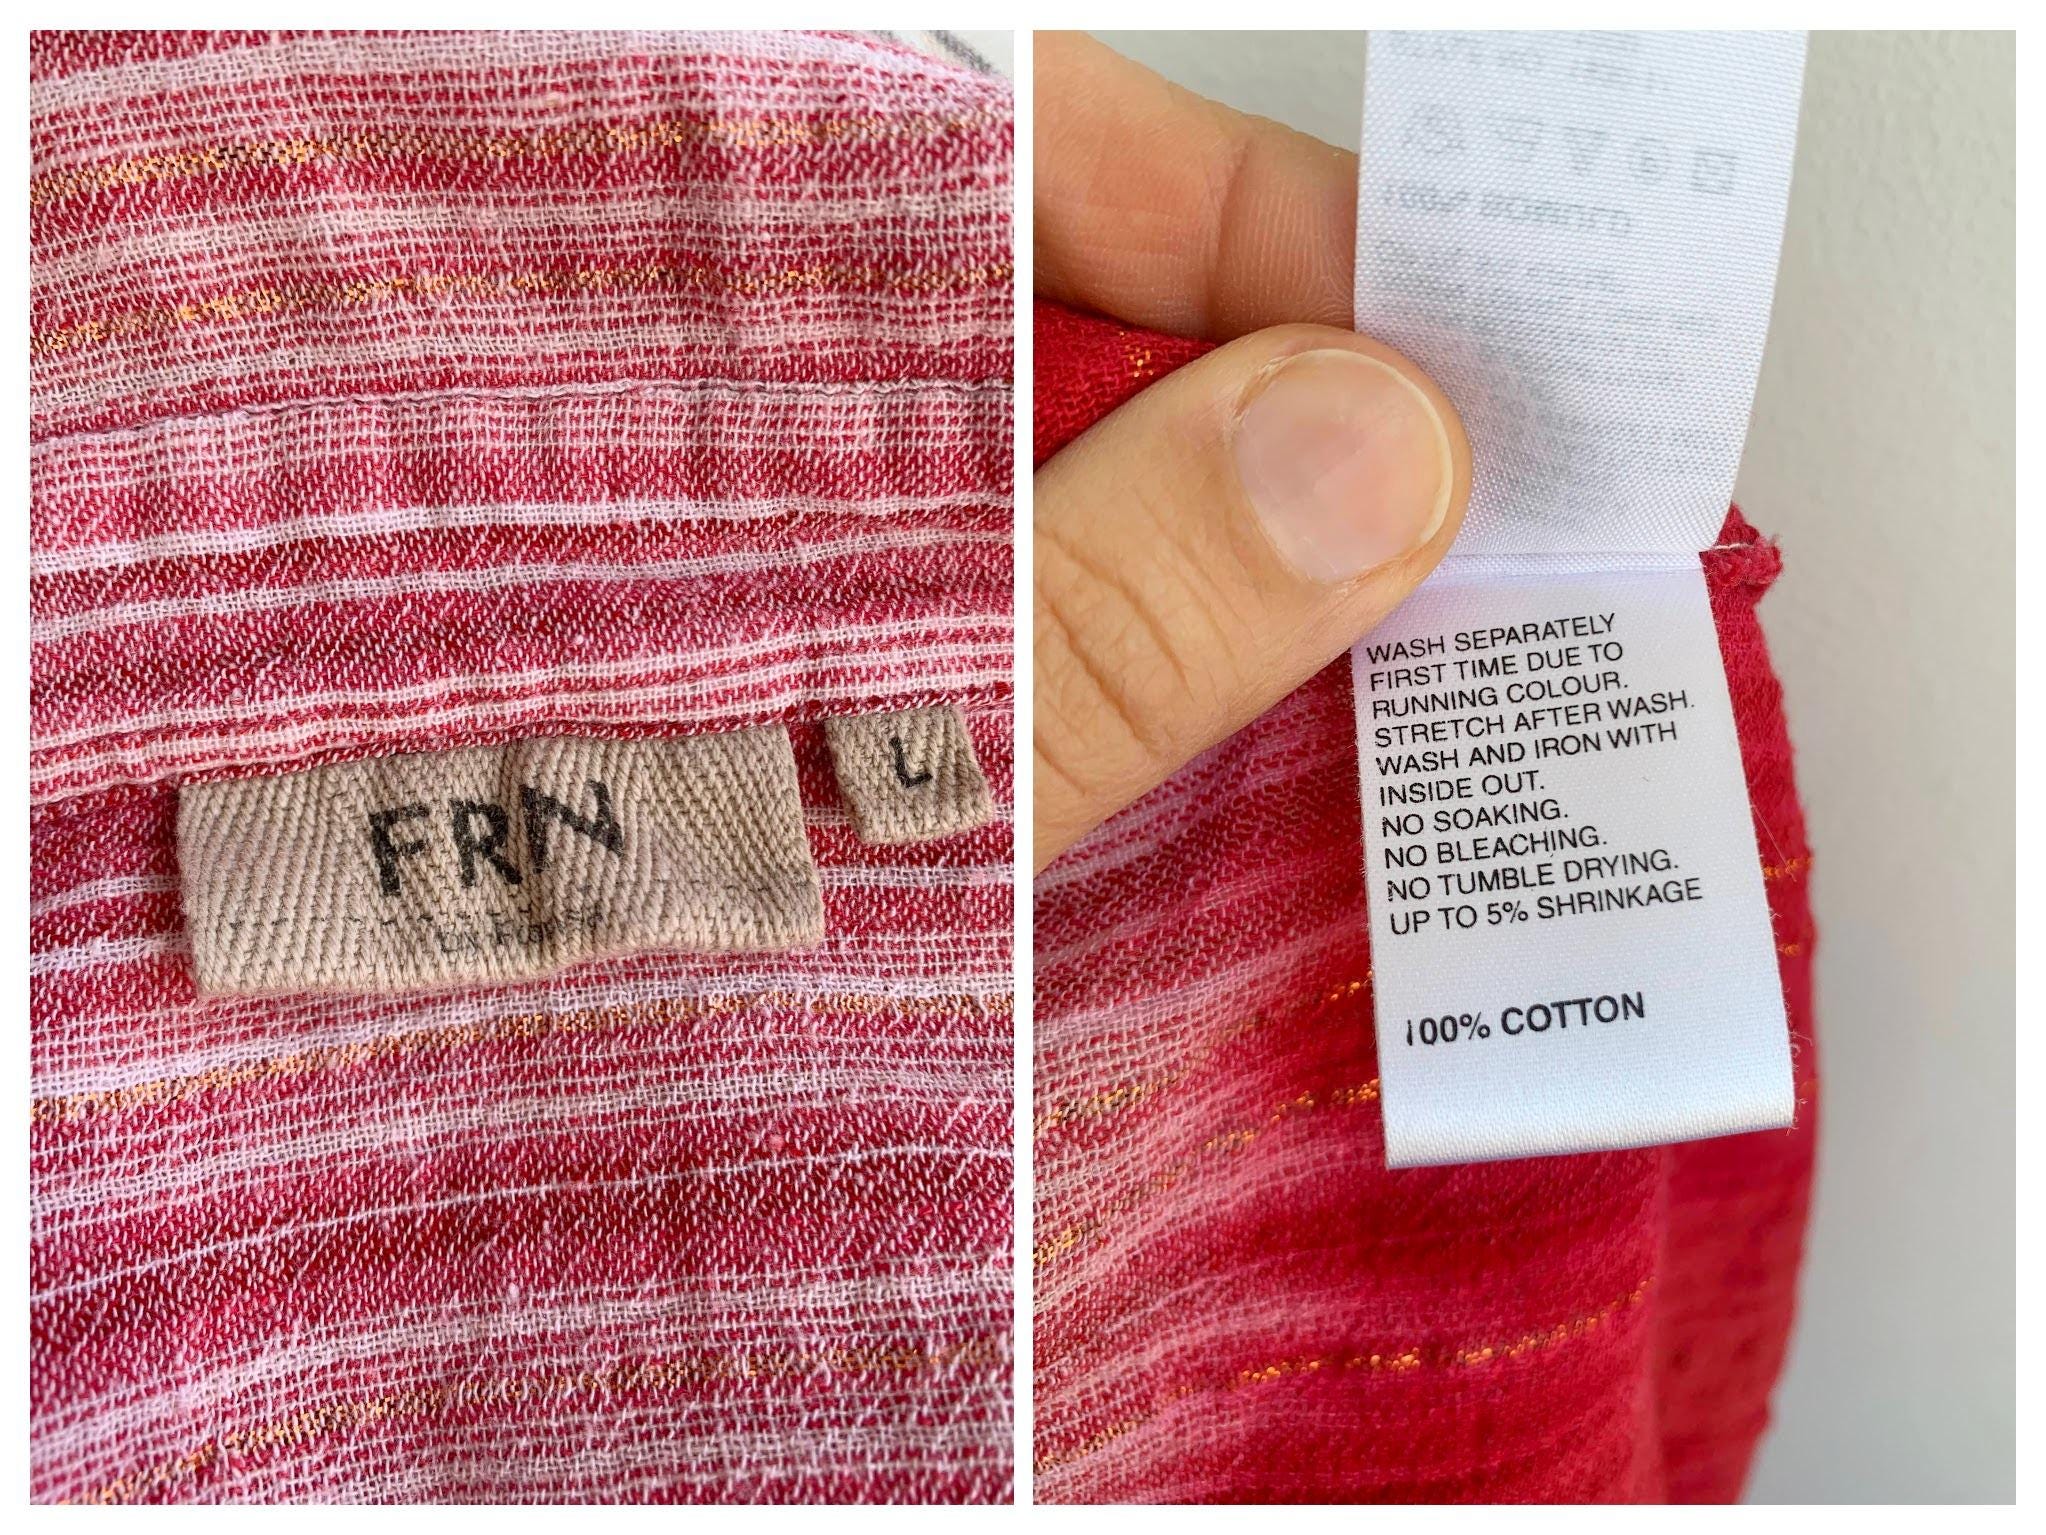 FRN
by
L
WASH SEPARATELY
FIRST TIME DUE TO
RUNNING COLOUR.
STRETCH AFTER WASH.
WASH AND IRON WITH
INSIDE OUT.
NO SOAKING.
NO BLEACHING.
NO TUMBLE DRYING.
UP TO 5% SHRINKAGE
100% COTTON